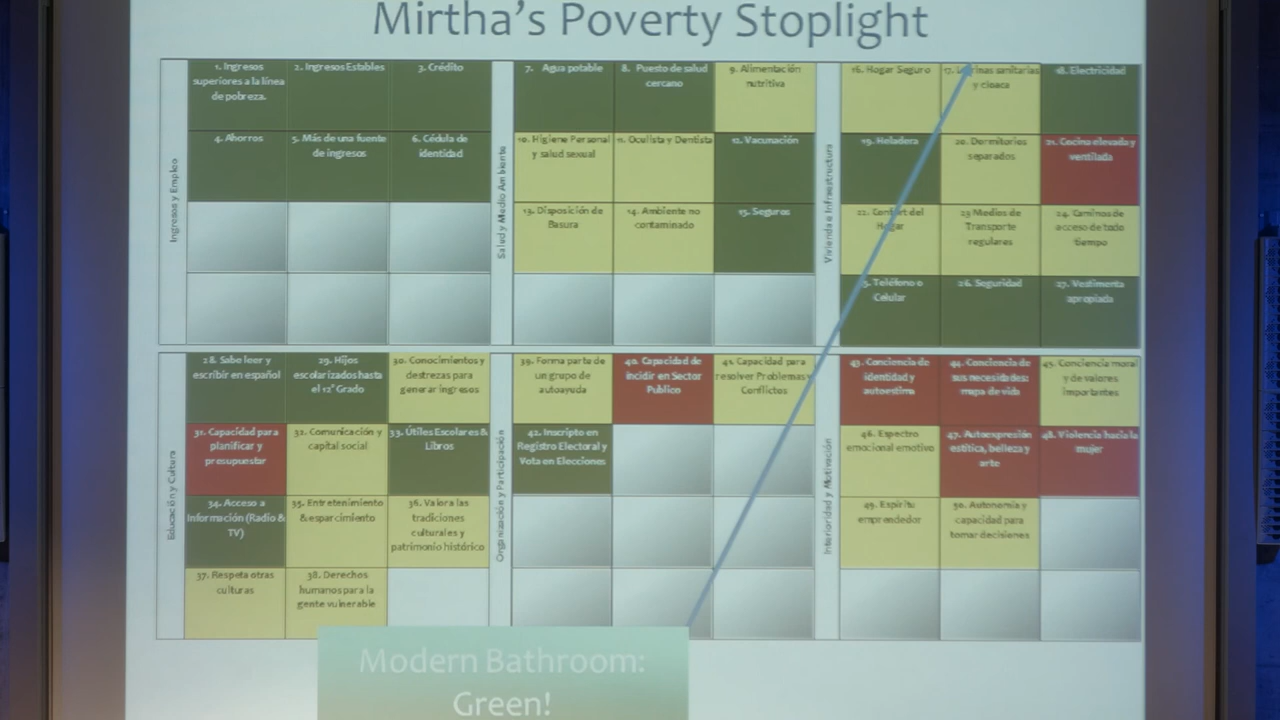 Mirtha's Poverty Stoplight
Ingresos y Empleo
1. Ingresos
superiores a la línea
de pobreza.
2. Ingresos Estables
3. Crédito
4. Ahorros
5. Más de una fuente
de ingresos
6. Cédula de
identidad
Salud y Medio Ambiente
7. Agua potable
8. Puesto de salud
cercano
9. Alimentación
nutritiva
10. Higiene Personal
y salud sexual
11. Oculista y Dentista
12. Vacunación
13. Disposición de
Basura
14. Ambiente no
contaminado
15. Seguros
Vivienda e Infraestructura
16. Hogar Seguro
sanitarias
y cloaca
18. Electricidad
19. Heladera
20. Dormitorios
separados
21. Cocina elevada y
ventilada
22. Confort del
Hogar
23 Medios de
Transporte
regulares
24. Caminos de
acceso de todo
tiempo
Teléfono o
Celular
26. Seguridad
27. Vestimenta
apropiada
Educación y Cultura
28. Sabe leer y
escribir en español
29. Hijos
escolarizados hasta
el 12º Grado
30. Conocimientos y
destrezas para
generar ingresos
31. Capacidad para
planificar y
presupuestar
32. Comunicación y
capital social
33. Útiles Escolares &
Libros
34. Acceso a
Información (Radio &
TV)
35. Entretenimiento
& esparcimiento
36. Valora las
tradiciones
culturales y
patrimonio histórico
37. Respeta otras
culturas
38. Derechos
humanos para la
gente vulnerable
Organización y Participación
39. Forma parte de
un grupo de
autoayuda
40. Capacidad de
incidir en Sector
Publico
41. Capacidad para
resolver Problemas y
Conflictos
42. Inscripto en
Registro Electoral y
Vota en Elecciones
Interioridad y Motivación
43. Conciencia de
identidad y
autoestima
44. Conciencia de
sus necesidades:
mapa de vida
45. Conciencia moral
y de valores
importantes
46. Espectro
emocional emotivo
47. Autoexpresión
estítica, belleza y
arte
48. Violencia hacia la
mujer
49. Espíritu
emprendedor
50. Autonomía y
capacidad para
tomar decisiones
Modern Bathroom:
Green!